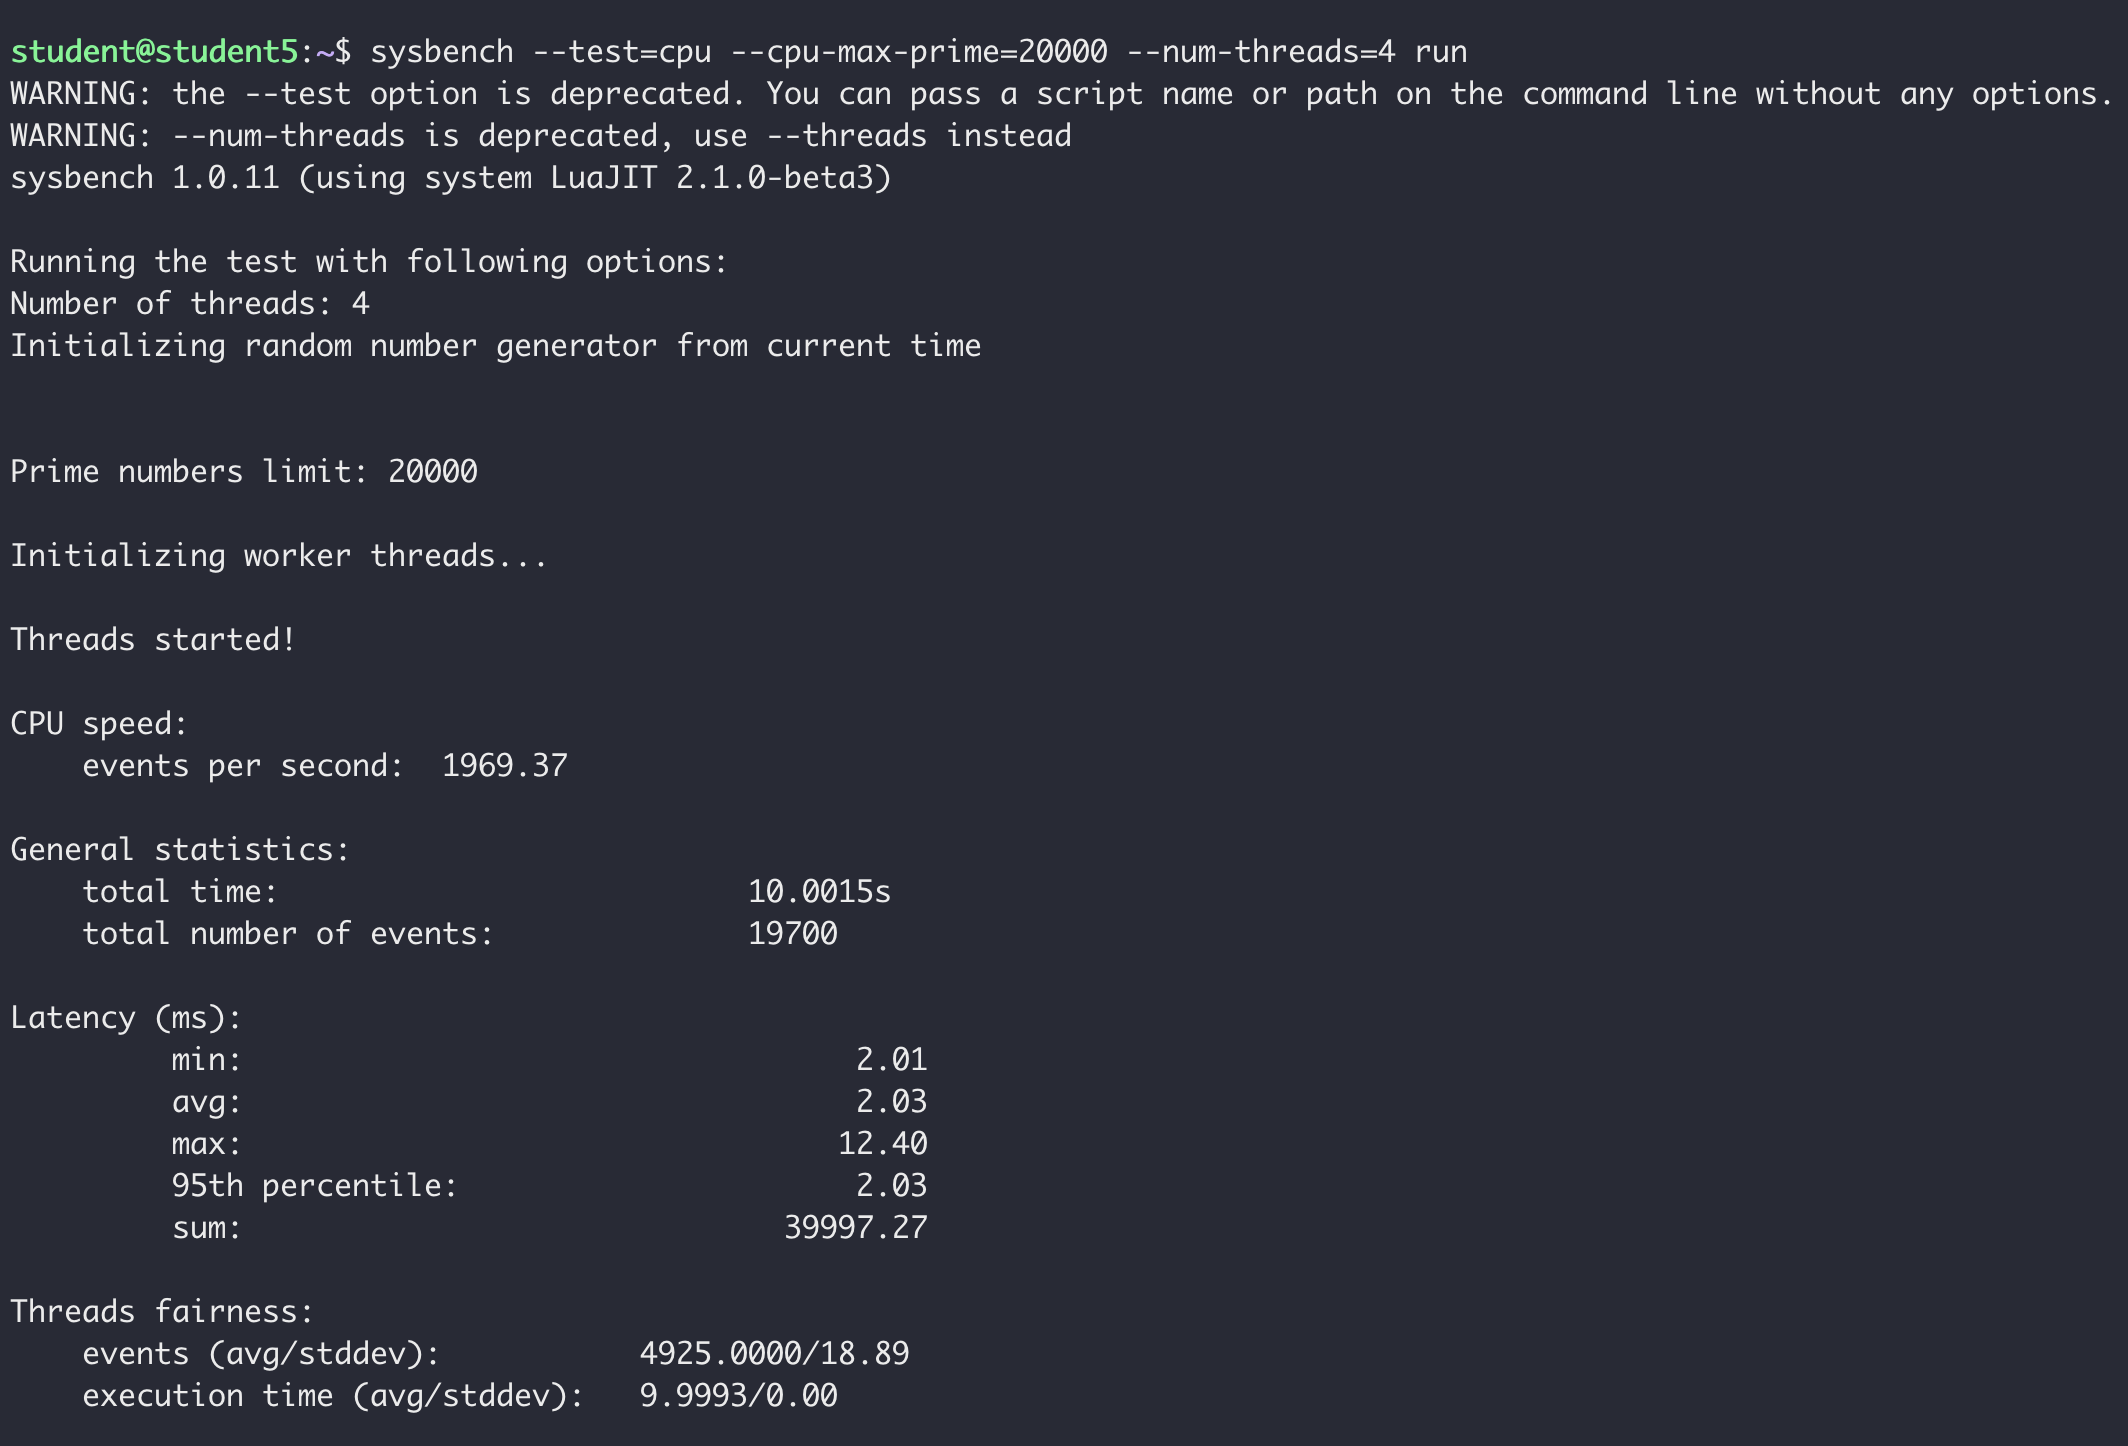 student@student5:~$ sysbench --test=cpu --cpu-max-prime=20000 --num-threads=4 run
WARNING: the --test option is deprecated. You can pass a script name or path on the command line without any options.
WARNING: --num-threads is deprecated, use --threads instead
sysbench 1.0.11 (using system LuaJIT 2.1.0-beta3)
Running the test with following options:
Number of threads: 4
Initializing random number generator from current time
Prime numbers limit: 20000
Initializing worker threads...
Threads started!
CPU speed:
events per second: 1969.37
General statistics:
total time: 10.0015s
total number of events: 19700
Latency (ms):
min: 2.01
avg: 2.03
max: 12.40
95th percentile: 2.03
sum: 39997.27
Threads fairness:
events (avg/stddev): 4925.0000/18.89
execution time (avg/stddev): 9.9993/0.00